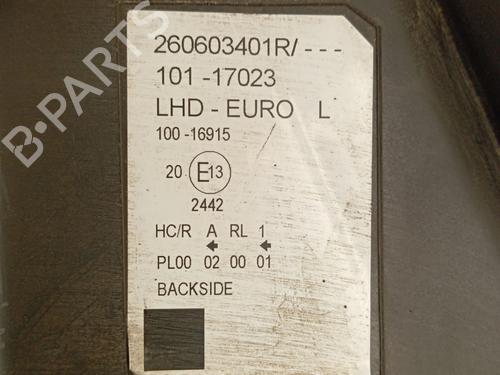 260603401R/ - - -
101 -17023
LHD - EURO L
100 -16915
20 E13
2442
HC/R A RL 1
PL00 02 00 01
BACKSIDE
B-PARTS